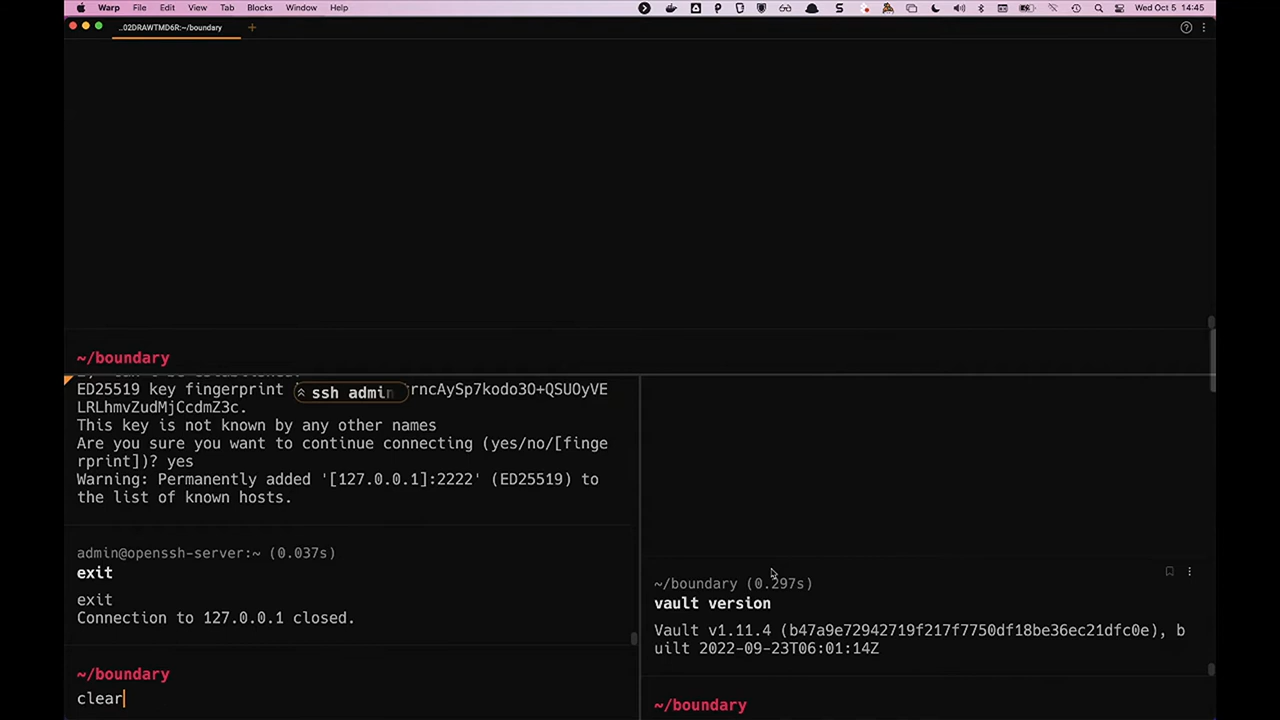 Warp File Edit View Tab Blocks Window Help
Wed Oct 5 14:45
..02DRAWTMD6R:~/boundary
~/boundary
ED25519 key fingerprint
ssh admin
rncAySp7kodo3O+QSUOyVE
LRLhmvZudMjCcdmZ3c.
This key is not known by any other names
Are you sure you want to continue connecting (yes/no/[finge
rprint])? yes
Warning: Permanently added '[127.0.0.1]:2222' (ED25519) to
the list of known hosts.
admin@openssh-server:~ (0.037s)
exit
exit
Connection to 127.0.0.1 closed.
~/boundary
clear
~/boundary (0.297s)
vault version
Vault v1.11.4 (b47a9e72942719f217f7750df18be36ec21dfc0e), b
uilt 2022-09-23T06:01:14Z
~/boundary